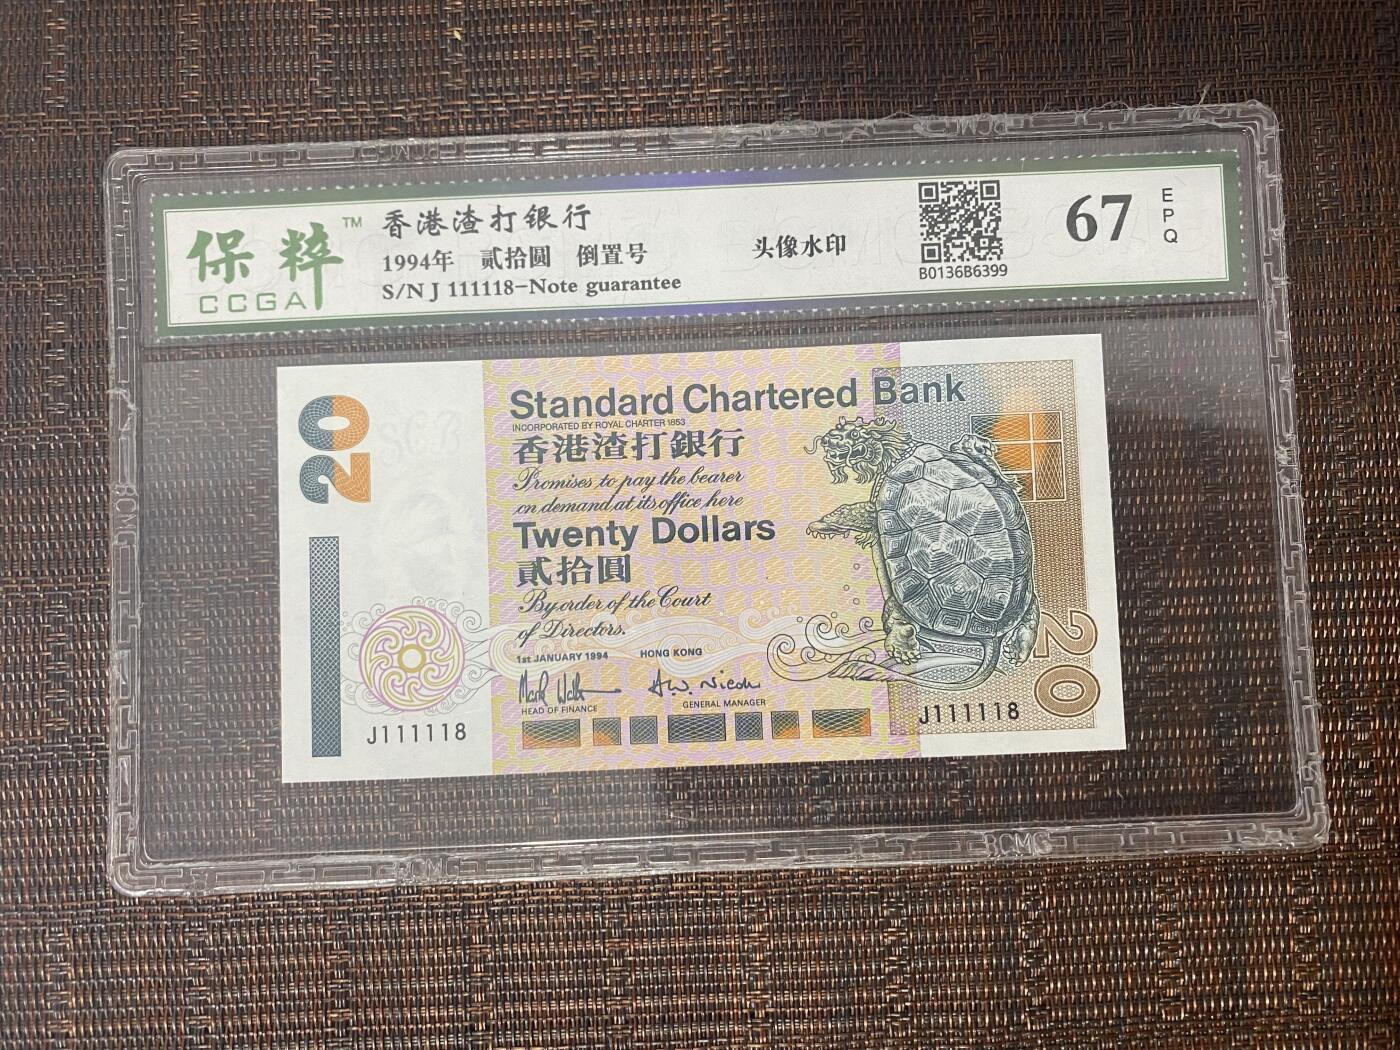 保粹™
CCGA
香港渣打银行
1994年 贰拾圆 倒置号
S/N J 111118-Note guarantee
头像水印
B0136B6399
67
EPQ
20
Standard Chartered Bank
INCORPORATED BY ROYAL CHARTER 1853
香港渣打銀行
Promises to pay the bearer
on demand at its office here
Twenty Dollars
貳拾圓
By order of the Court
of Directors.
1st JANUARY 1994 HONG KONG
HEAD OF FINANCE
GENERAL MANAGER
J111118
J111118
20